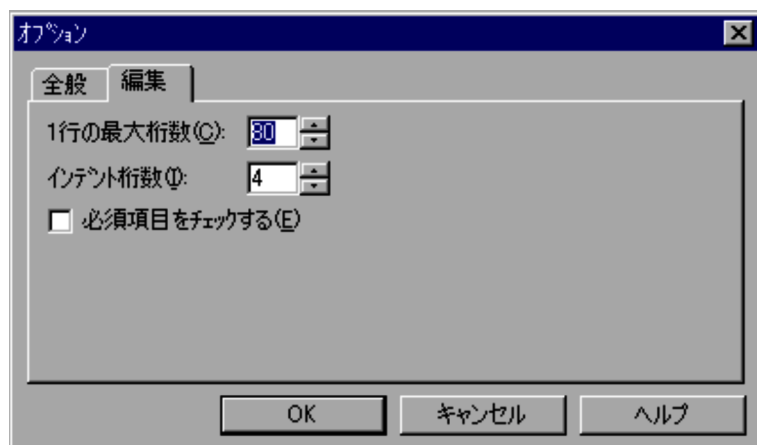 オプション
全般 編集
1行の最大桁数(C): 80
インデント桁数(I): 4
必須項目をチェックする(E)
OK キャンセル ヘルプ